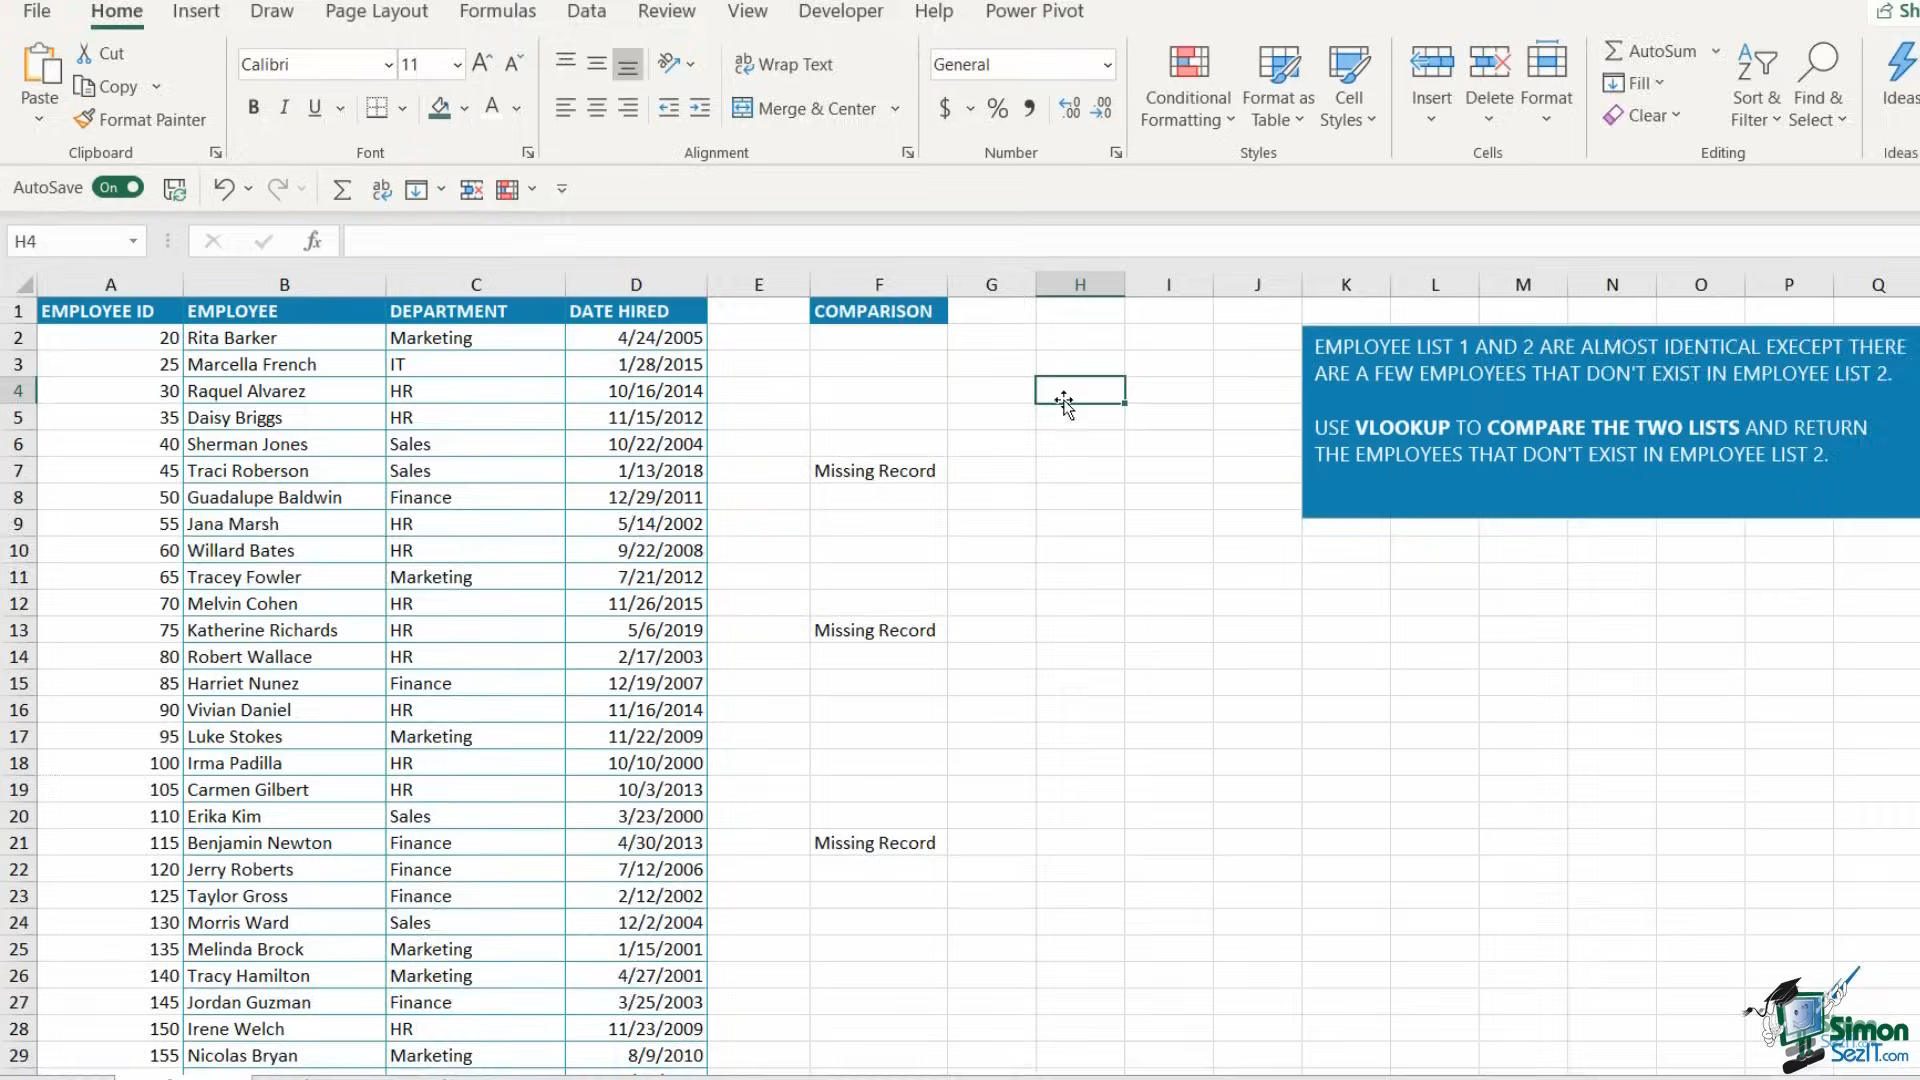 File Home Insert Draw Page Layout Formulas Data Review View Developer Help Power Pivot Sh
Paste Cut Copy Format Painter Clipboard
Calibri 11 B I U A Font
Wrap Text Merge & Center Alignment
General $ % , Number
Conditional Formatting Format as Table Cell Styles Styles
Insert Delete Format Cells
AutoSum Fill Clear Sort & Filter Find & Select Editing
Ideas Ideas
AutoSave On
H4 fx
A B C D E F G H I J K L M N O P Q
1 EMPLOYEE ID EMPLOYEE DEPARTMENT DATE HIRED COMPARISON
2 20 Rita Barker Marketing 4/24/2005
3 25 Marcella French IT 1/28/2015
4 30 Raquel Alvarez HR 10/16/2014
5 35 Daisy Briggs HR 11/15/2012
6 40 Sherman Jones Sales 10/22/2004
7 45 Traci Roberson Sales 1/13/2018 Missing Record
8 50 Guadalupe Baldwin Finance 12/29/2011
9 55 Jana Marsh HR 5/14/2002
10 60 Willard Bates HR 9/22/2008
11 65 Tracey Fowler Marketing 7/21/2012
12 70 Melvin Cohen HR 11/26/2015
13 75 Katherine Richards HR 5/6/2019 Missing Record
14 80 Robert Wallace HR 2/17/2003
15 85 Harriet Nunez Finance 12/19/2007
16 90 Vivian Daniel HR 11/16/2014
17 95 Luke Stokes Marketing 11/22/2009
18 100 Irma Padilla HR 10/10/2000
19 105 Carmen Gilbert HR 10/3/2013
20 110 Erika Kim Sales 3/23/2000
21 115 Benjamin Newton Finance 4/30/2013 Missing Record
22 120 Jerry Roberts Finance 7/12/2006
23 125 Taylor Gross Finance 2/12/2002
24 130 Morris Ward Sales 12/2/2004
25 135 Melinda Brock Marketing 1/15/2001
26 140 Tracy Hamilton Marketing 4/27/2001
27 145 Jordan Guzman Finance 3/25/2003
28 150 Irene Welch HR 11/23/2009
29 155 Nicolas Bryan Marketing 8/9/2010
EMPLOYEE LIST 1 AND 2 ARE ALMOST IDENTICAL EXECEPT THERE
ARE A FEW EMPLOYEES THAT DON'T EXIST IN EMPLOYEE LIST 2.
USE VLOOKUP TO COMPARE THE TWO LISTS AND RETURN
THE EMPLOYEES THAT DON'T EXIST IN EMPLOYEE LIST 2.
Simon
SezIT.com